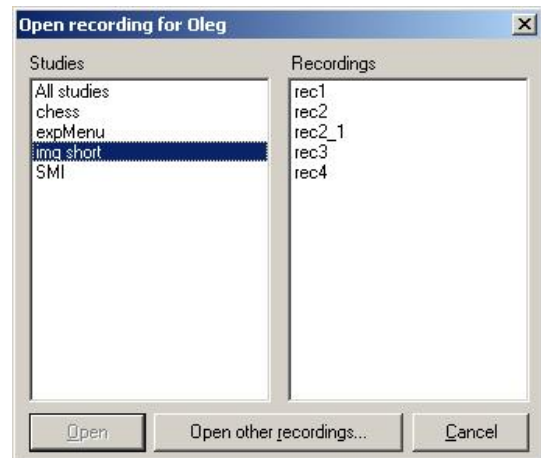 Open recording for Oleg
Studies
All studies
chess
expMenu
img short
SMI
Recordings
rec1
rec2
rec2_1
rec3
rec4
Open
Open other recordings...
Cancel